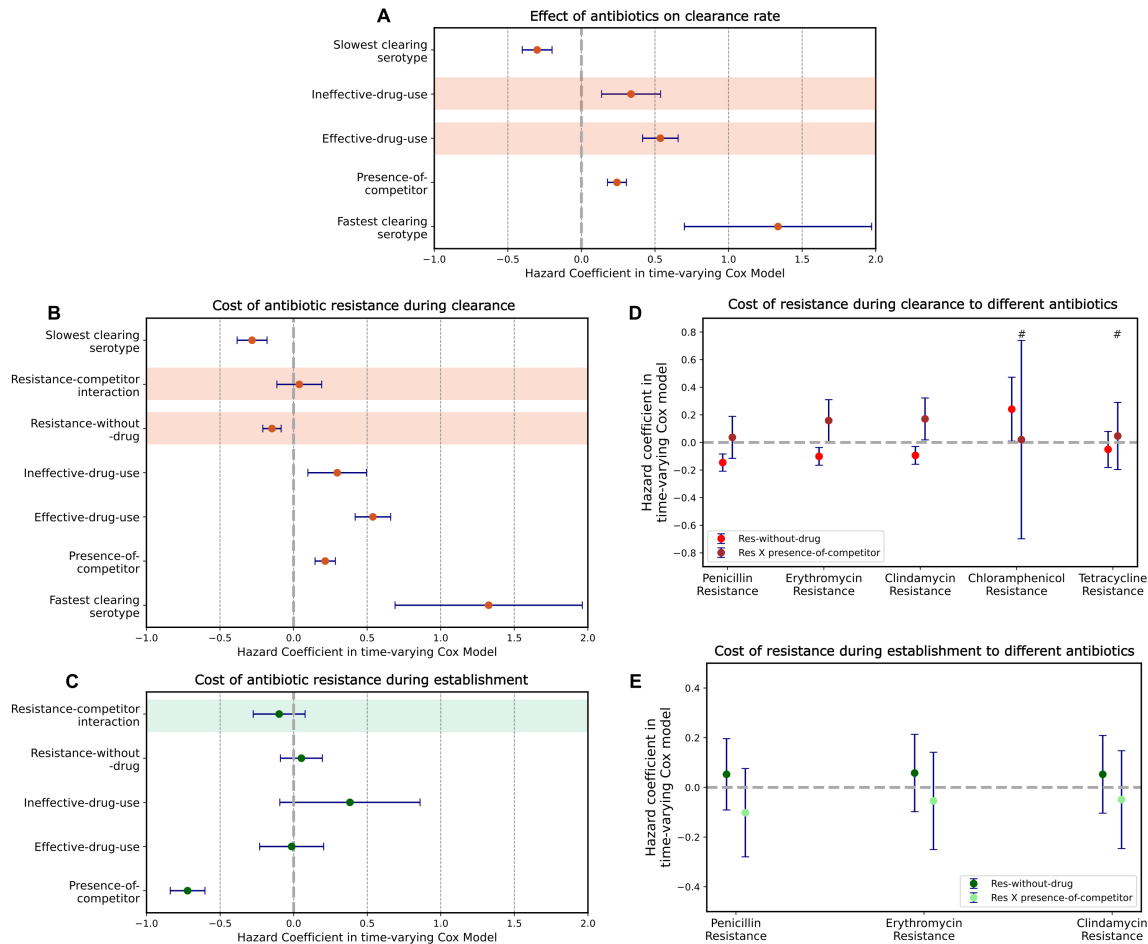 A
Effect of antibiotics on clearance rate
Slowest clearing
serotype
Ineffective-drug-use
Effective-drug-use
Presence-of-
competitor
Fastest clearing
serotype
−1.0 −0.5 0.0 0.5 1.0 1.5 2.0
Hazard Coefficient in time-varying Cox Model
B
Cost of antibiotic resistance during clearance
Slowest clearing
serotype
Resistance-competitor
interaction
Resistance-without
-drug
Ineffective-drug-use
Effective-drug-use
Presence-of-
competitor
Fastest clearing
serotype
−1.0 −0.5 0.0 0.5 1.0 1.5 2.0
Hazard Coefficient in time-varying Cox Model
C
Cost of antibiotic resistance during establishment
Resistance-competitor
interaction
Resistance-without
-drug
Ineffective-drug-use
Effective-drug-use
Presence-of-
competitor
−1.0 −0.5 0.0 0.5 1.0 1.5 2.0
Hazard Coefficient in time-varying Cox Model
D
Cost of resistance during clearance to different antibiotics
Hazard coefficient in
time-varying Cox model
0.8
0.6
0.4
0.2
0.0
−0.2
−0.4
−0.6
−0.8
# #
Res-without-drug
Res X presence-of-competitor
Penicillin
Resistance
Erythromycin
Resistance
Clindamycin
Resistance
Chloramphenicol
Resistance
Tetracycline
Resistance
E
Cost of resistance during establishment to different antibiotics
Hazard coefficient in
time-varying Cox model
0.4
0.2
0.0
−0.2
−0.4
Res-without-drug
Res X presence-of-competitor
Penicillin
Resistance
Erythromycin
Resistance
Clindamycin
Resistance